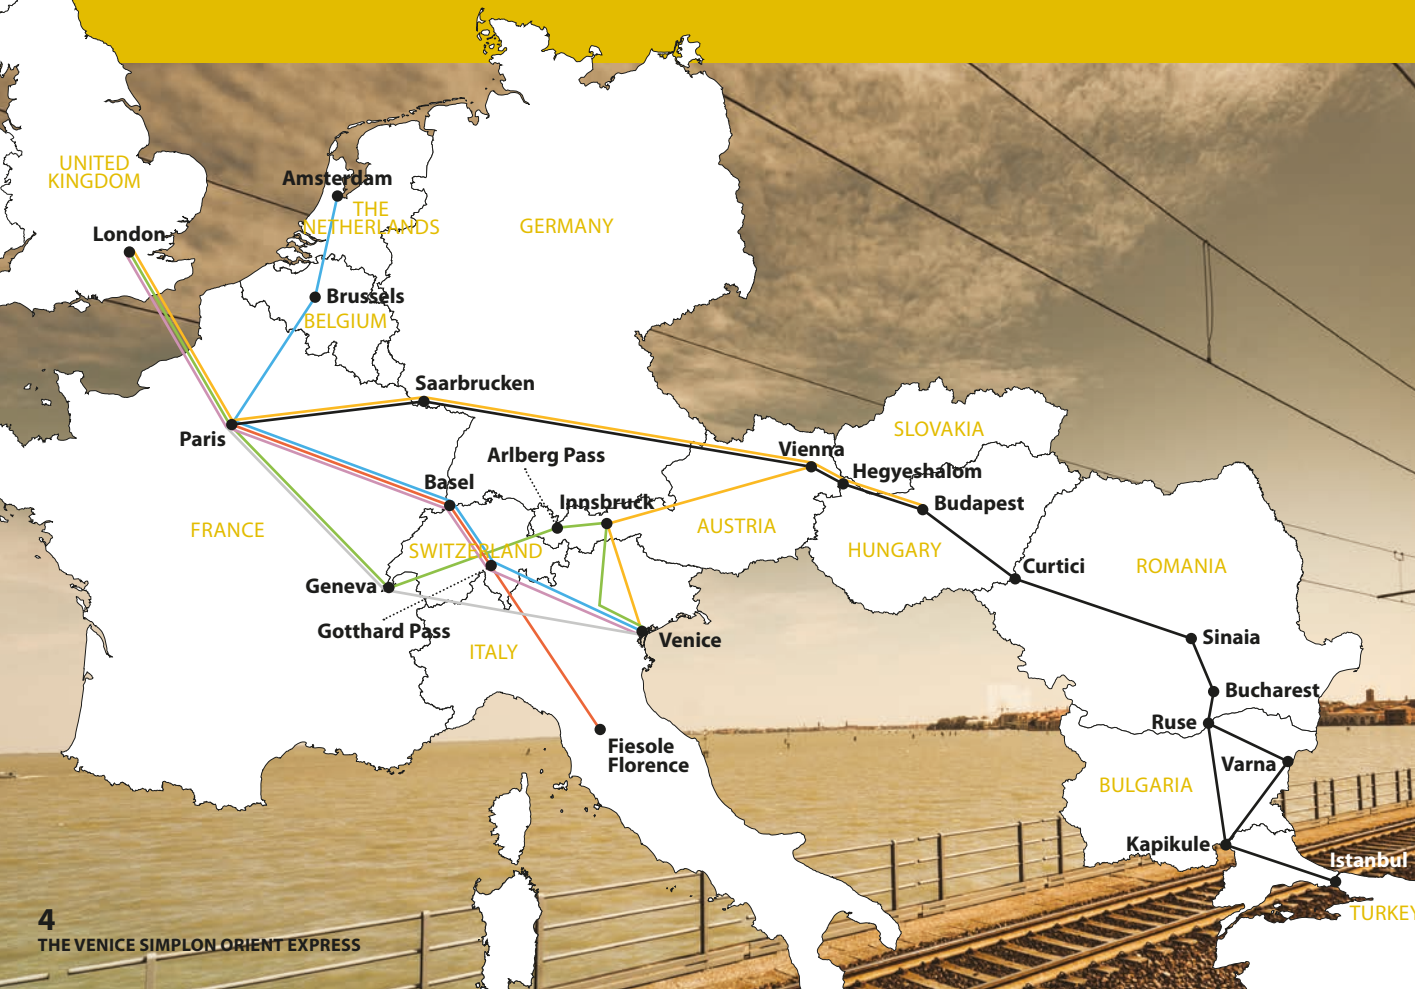 UNITED
KINGDOM
Amsterdam
THE
NETHERLANDS
GERMANY
London
Brussels
BELGIUM
Saarbrucken
Paris
SLOVAKIA
Vienna
Arlberg Pass
Hegyeshalom
Basel
Innsbruck
Budapest
FRANCE
AUSTRIA
SWITZERLAND
HUNGARY
Curtici
ROMANIA
Geneva
Gotthard Pass
Venice
Sinaia
ITALY
Bucharest
Ruse
Fiesole
Florence
Varna
BULGARIA
Kapikule
Istanbul
TURKEY
4
THE VENICE SIMPLON ORIENT EXPRESS